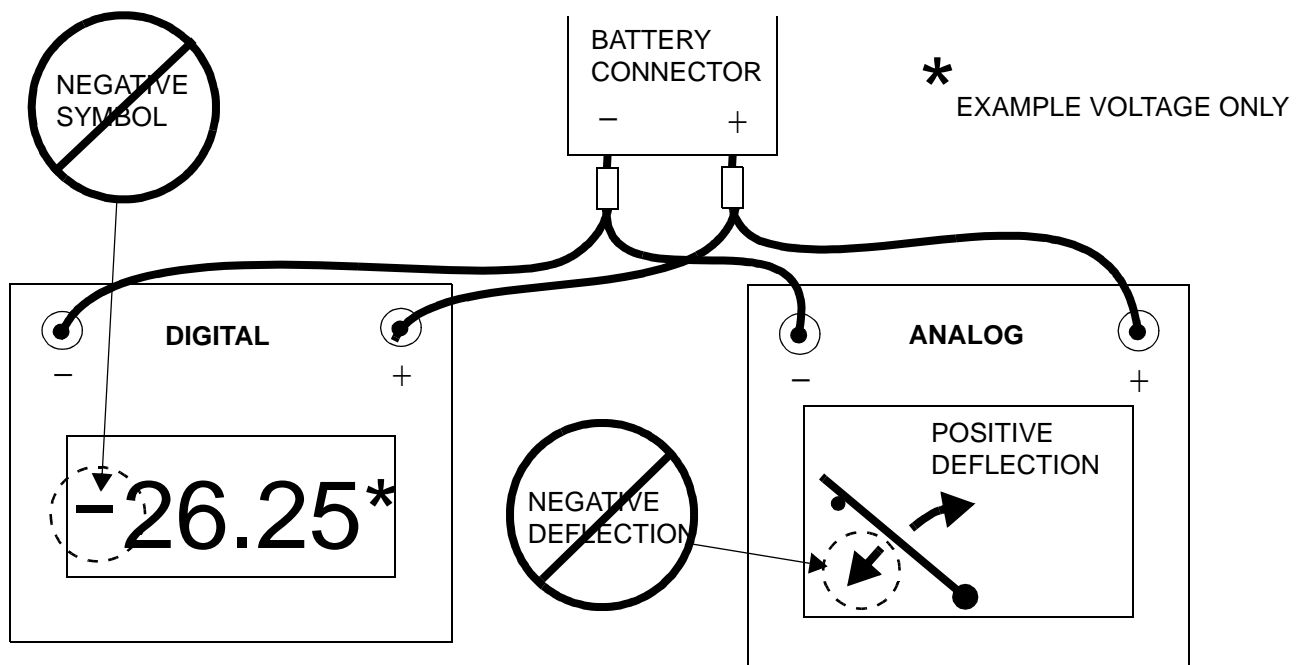 NEGATIVE
SYMBOL
BATTERY
CONNECTOR
− +
*
EXAMPLE VOLTAGE ONLY
DIGITAL
− +
−26.25*
ANALOG
− +
POSITIVE
DEFLECTION
NEGATIVE
DEFLECTION